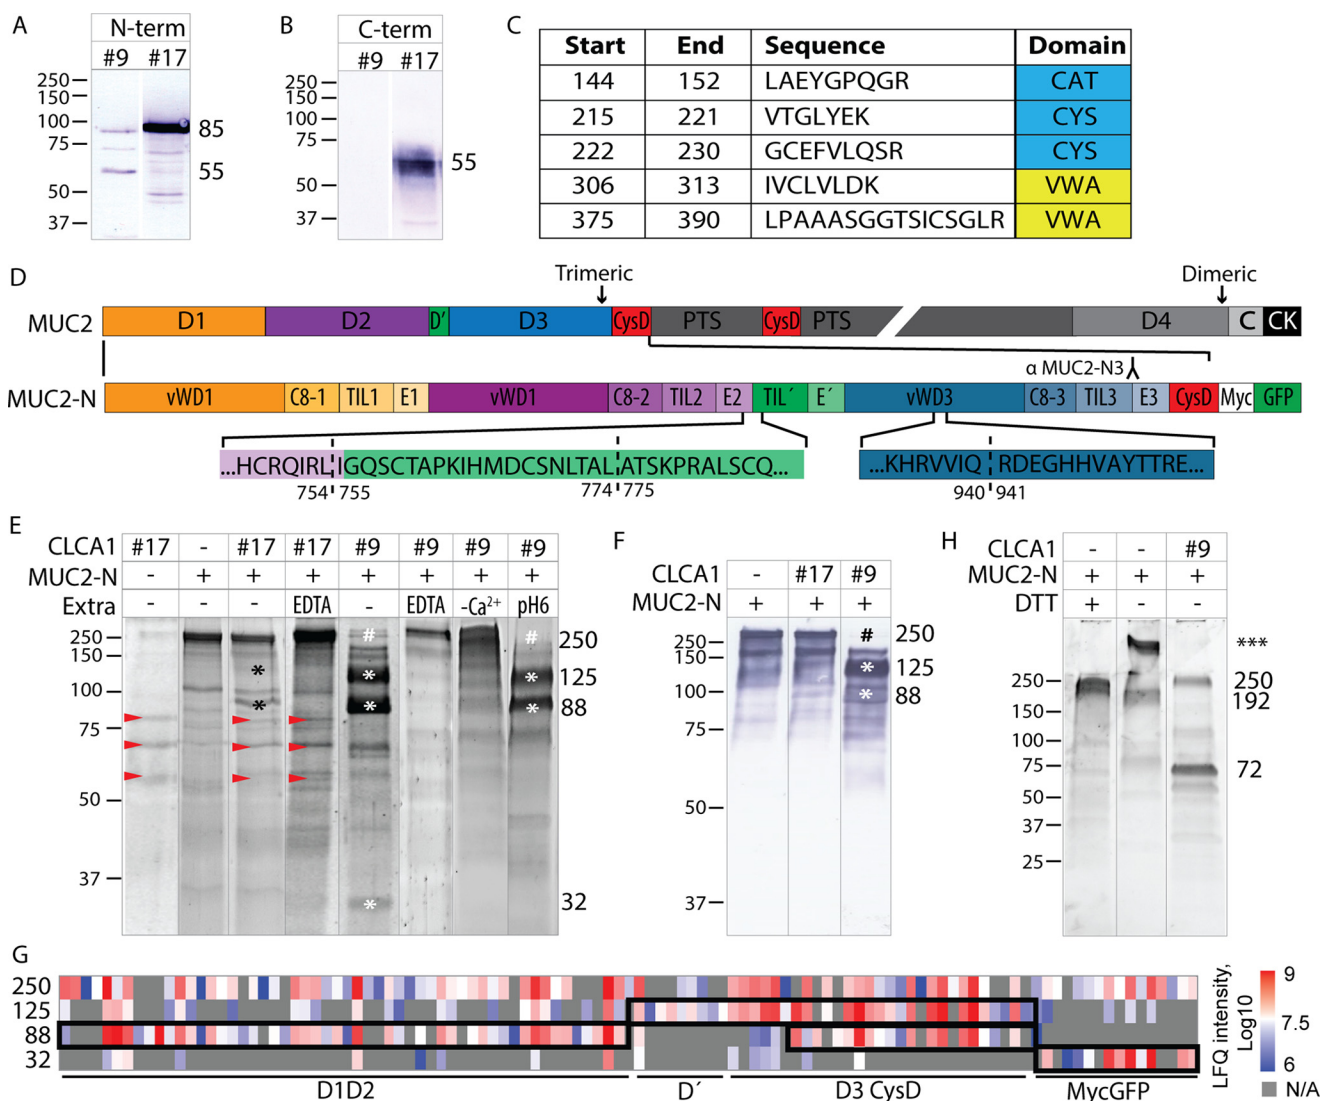 A
N-term
#9 #17
250
150
100
75
50
37
85
55
B
C-term
#9 #17
250
150
100
75
50
37
55
C
Start End Sequence Domain
144 152 LAEYGPQGR CAT
215 221 VTGLYEK CYS
222 230 GCEFVLQSR CYS
306 313 IVCLVLDK VWA
375 390 LPAAASGGTSICSGLR VWA
D
Trimeric Dimeric
MUC2 D1 D2 D' D3 CysD PTS CysD PTS D4 C CK
α MUC2-N3
MUC2-N vWD1 C8-1 TIL1 E1 vWD1 C8-2 TIL2 E2 TIL´ E´ vWD3 C8-3 TIL3 E3 CysD Myc GFP
...HCRQIRL IGQSCTAPKIHMDCSNLTAL ATSKPRALSCQ... ...KHRVVIQ RDEGHHVAYTTRE...
754 755 774 775 940 941
E
CLCA1 #17 - #17 #17 #9 #9 #9 #9
MUC2-N - + + + + + + +
Extra - - - EDTA - EDTA -Ca²⁺ pH6
250
150
100
75
50
37
# #
* * * * * * *
250
125
88
32
F
CLCA1 - #17 #9
MUC2-N + + +
250
150
100
75
50
37
#
*
*
250
125
88
H
CLCA1 - - #9
MUC2-N + + +
DTT + - -
250
150
100
75
50
37
25
***
250
192
72
G
250
125
88
32
D1D2 D´ D3 CysD MycGFP
LFQ intensity,
Log10
9
7.5
6
N/A